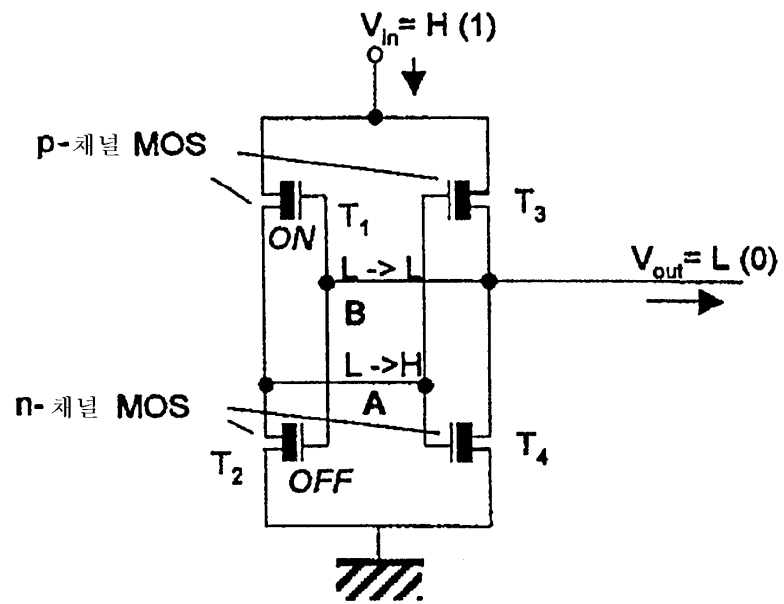 V_in = H (1)
p-채널 MOS
T_1
T_3
ON
V_out = L (0)
L -> L
B
L ->H
A
n-채널 MOS
T_2
OFF
T_4